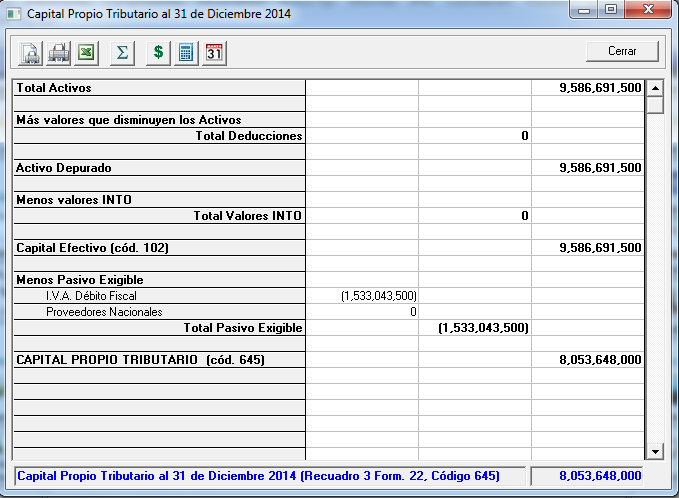 Capital Propio Tributario al 31 de Diciembre 2014
Σ $ 31 Cerrar
Total Activos 9,586,691,500
Más valores que disminuyen los Activos
Total Deducciones 0
Activo Depurado 9,586,691,500
Menos valores INTO
Total Valores INTO 0
Capital Efectivo (cód. 102) 9,586,691,500
Menos Pasivo Exigible
I.V.A. Débito Fiscal (1,533,043,500)
Proveedores Nacionales 0
Total Pasivo Exigible (1,533,043,500)
CAPITAL PROPIO TRIBUTARIO (cód. 645) 8,053,648,000
Capital Propio Tributario al 31 de Diciembre 2014 (Recuadro 3 Form. 22, Código 645) 8,053,648,000